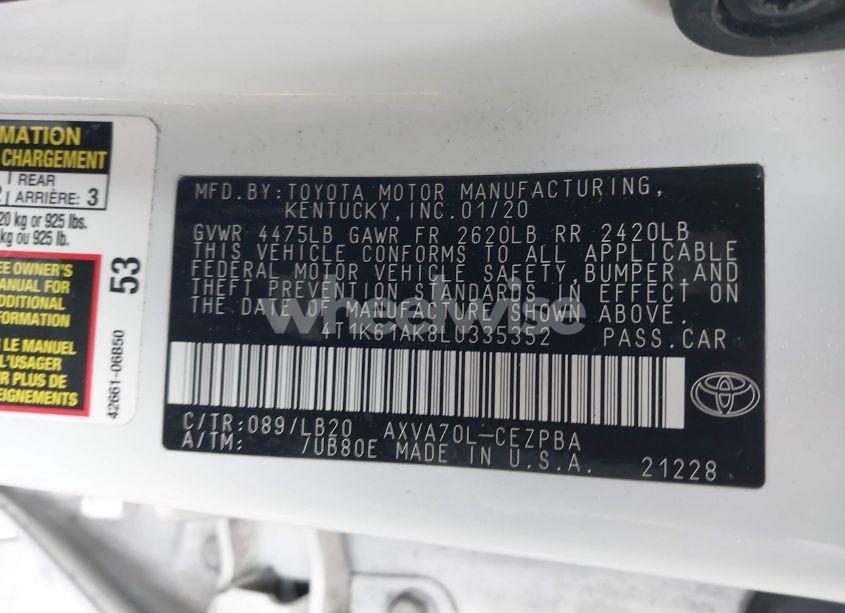 MATION
CHARGEMENT
REAR
ARRIÈRE: 3
20 kg or 925 lbs.
kg ou 925 lb.
EE OWNER'S
MANUAL FOR
ADDITIONAL
FORMATION
R LE MANUEL
L'USAGER
R PLUS DE
EIGNEMENTS
53
42661-06B50
MFD.BY:TOYOTA MOTOR MANUFACTURING,
KENTUCKY,INC.01/20
GVWR 4475LB GAWR FR 2620LB RR 2420LB
THIS VEHICLE CONFORMS TO ALL APPLICABLE
FEDERAL MOTOR VEHICLE SAFETY,BUMPER,AND
THEFT PREVENTION STANDARDS IN EFFECT ON
THE DATE OF MANUFACTURE SHOWN ABOVE.
4T1K61AK8LU335352 PASS.CAR
C/TR:089/LB20 AXVA70L-CEZPBA
A/TM: 7UB80E MADE IN U.S.A. 21228
wheelwise